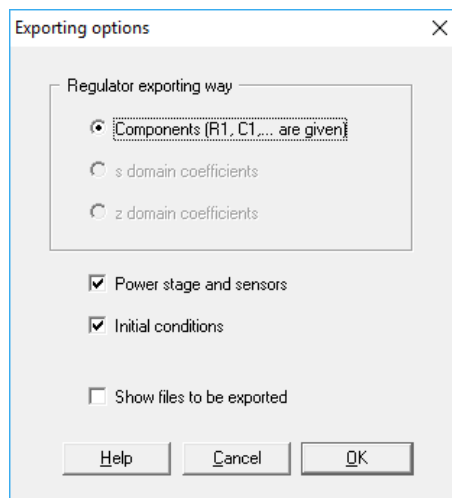 Exporting options
Regulator exporting way
Components (R1, C1,... are given)
s domain coefficients
z domain coefficients
Power stage and sensors
Initial conditions
Show files to be exported
Help Cancel OK